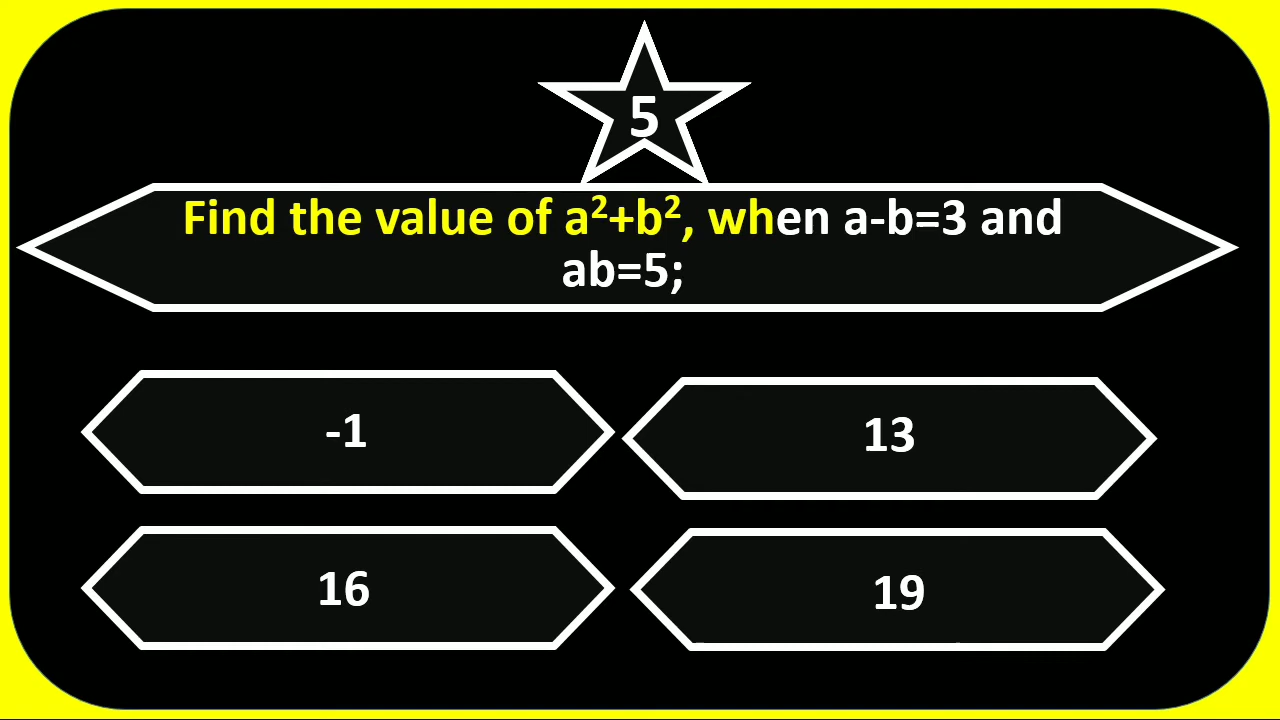 5
Find the value of a²+b², when a-b=3 and
ab=5;
-1
13
16
19